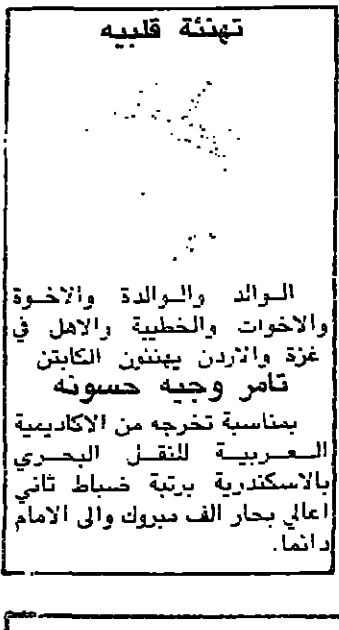 تهنئة قلبيه
الوالد والوالدة والاخوة
والاخوات والخطيبة والاهل في
غزة والاردن يهنئون الكابتن
تامر وجيه حسونه
بمناسبة تخرجه من الاكاديمية
العربية للنقل البحري
بالاسكندرية برتبة ضباط ثاني
اعالي بحار الف مبروك والى الامام
دائما.